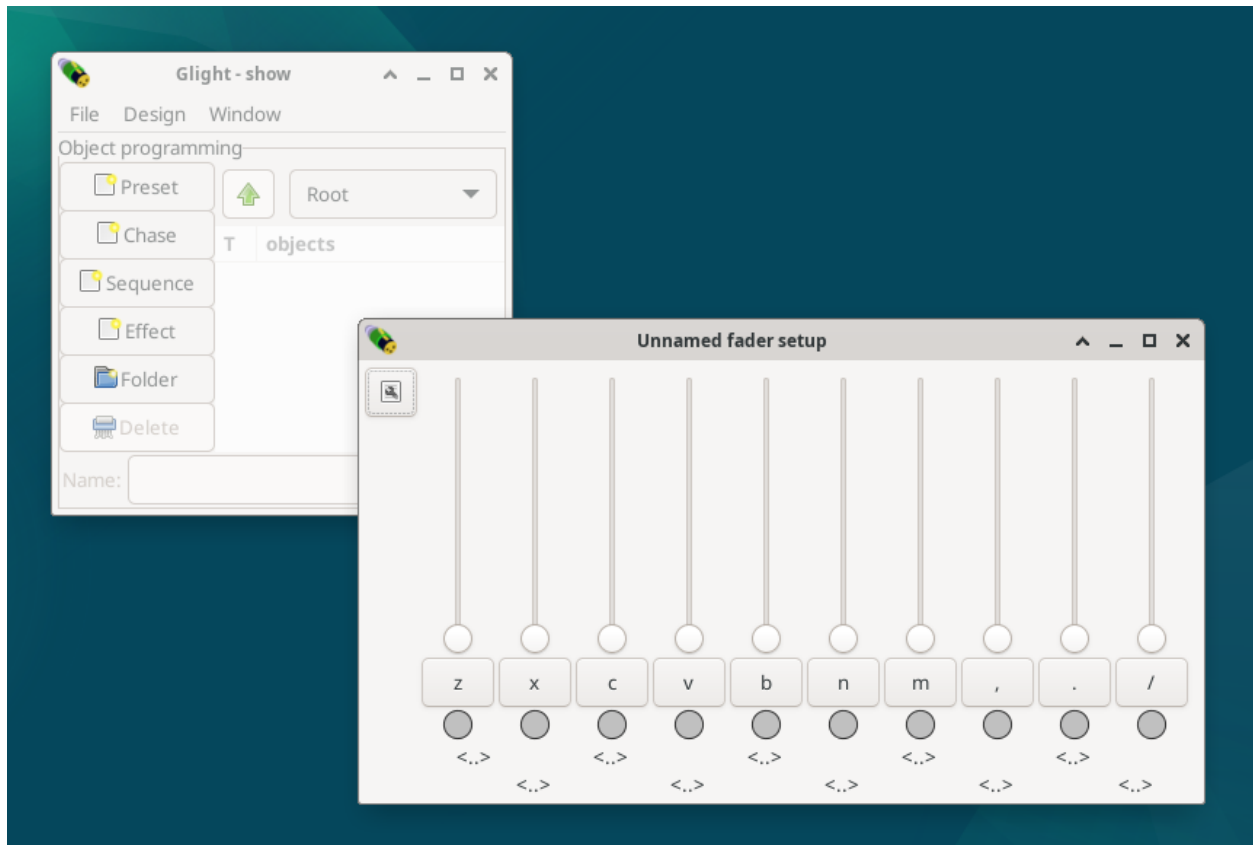 Glight - show
File Design Window
Object programming
Preset
Root
Chase
T objects
Sequence
Effect
Folder
Delete
Name:
Unnamed fader setup
z x c v b n m , . /
<..> <..> <..> <..> <..>
<..> <..> <..> <..> <..>